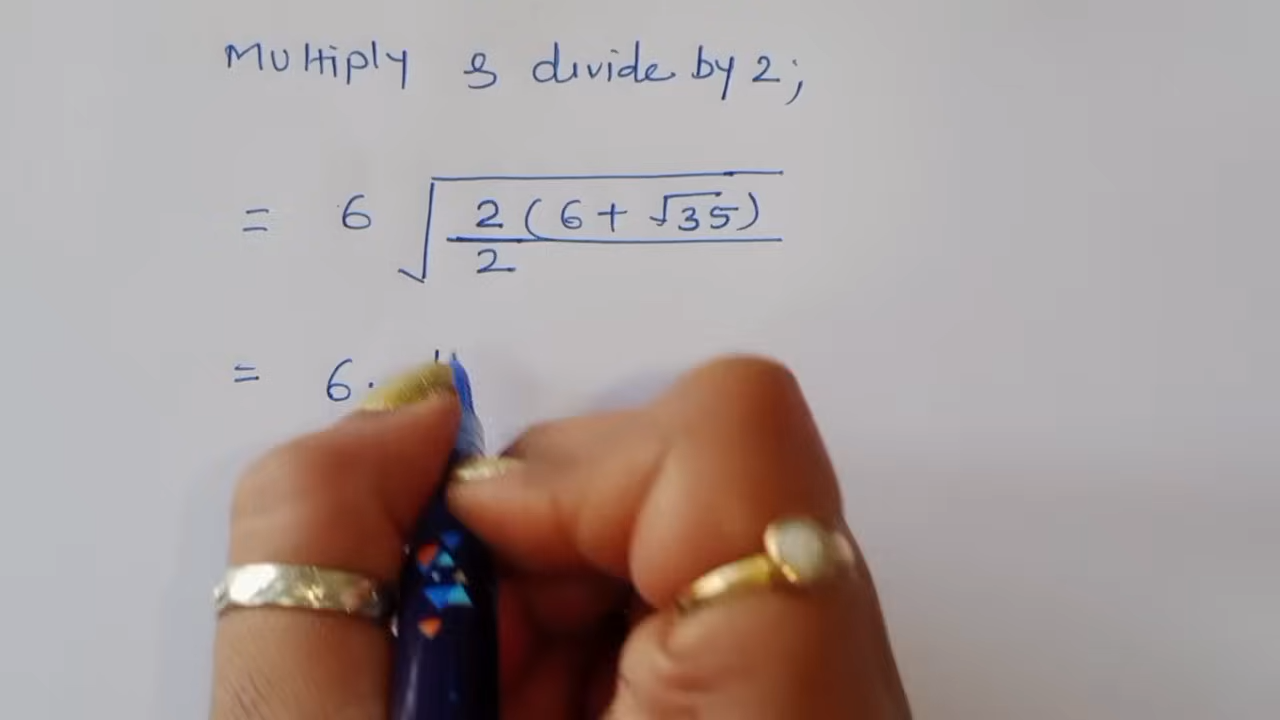 Multiply & divide by 2;
= 6 √(2(6+√35)/2)
= 6.